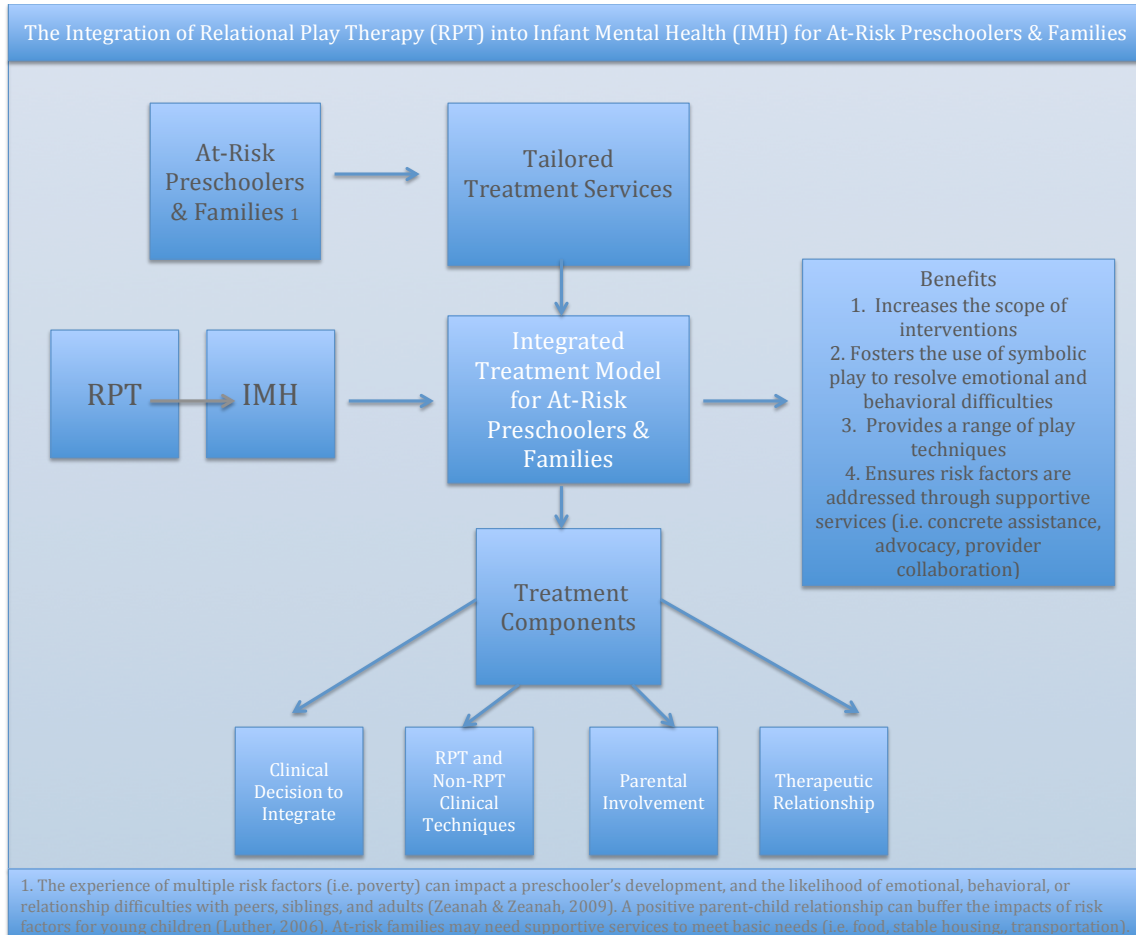 The Integration of Relational Play Therapy (RPT) into Infant Mental Health (IMH) for At-Risk Preschoolers & Families
At-Risk
Preschoolers
& Families 1
Tailored
Treatment Services
RPT
IMH
Integrated
Treatment Model
for At-Risk
Preschoolers &
Families
Benefits
1. Increases the scope of
interventions
2. Fosters the use of symbolic
play to resolve emotional and
behavioral difficulties
3. Provides a range of play
techniques
4. Ensures risk factors are
addressed through supportive
services (i.e. concrete assistance,
advocacy, provider
collaboration)
Treatment
Components
Clinical
Decision to
Integrate
RPT and
Non-RPT
Clinical
Techniques
Parental
Involvement
Therapeutic
Relationship
1. The experience of multiple risk factors (i.e. poverty) can impact a preschooler's development, and the likelihood of emotional, behavioral, or
relationship difficulties with peers, siblings, and adults (Zeanah & Zeanah, 2009). A positive parent-child relationship can buffer the impacts of risk
factors for young children (Luther, 2006). At-risk families may need supportive services to meet basic needs (i.e. food, stable housing., transportation).